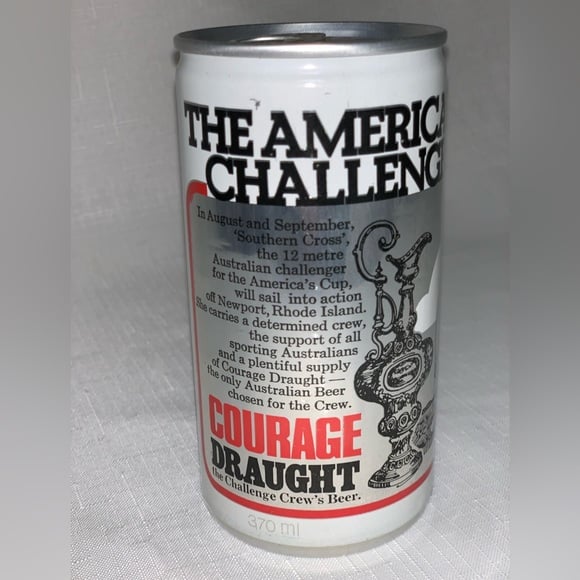 THE AMERICA
CHALLENG
In August and September,
'Southern Cross',
the 12 metre
Australian challenger
for the America's Cup,
will sail into action
off Newport, Rhode Island.
She carries a determined crew,
the support of all
sporting Australians
and a plentiful supply
of Courage Draught —
the only Australian Beer
chosen for the Crew.
COURAGE
DRAUGHT
the Challenge Crew's Beer.
370 ml